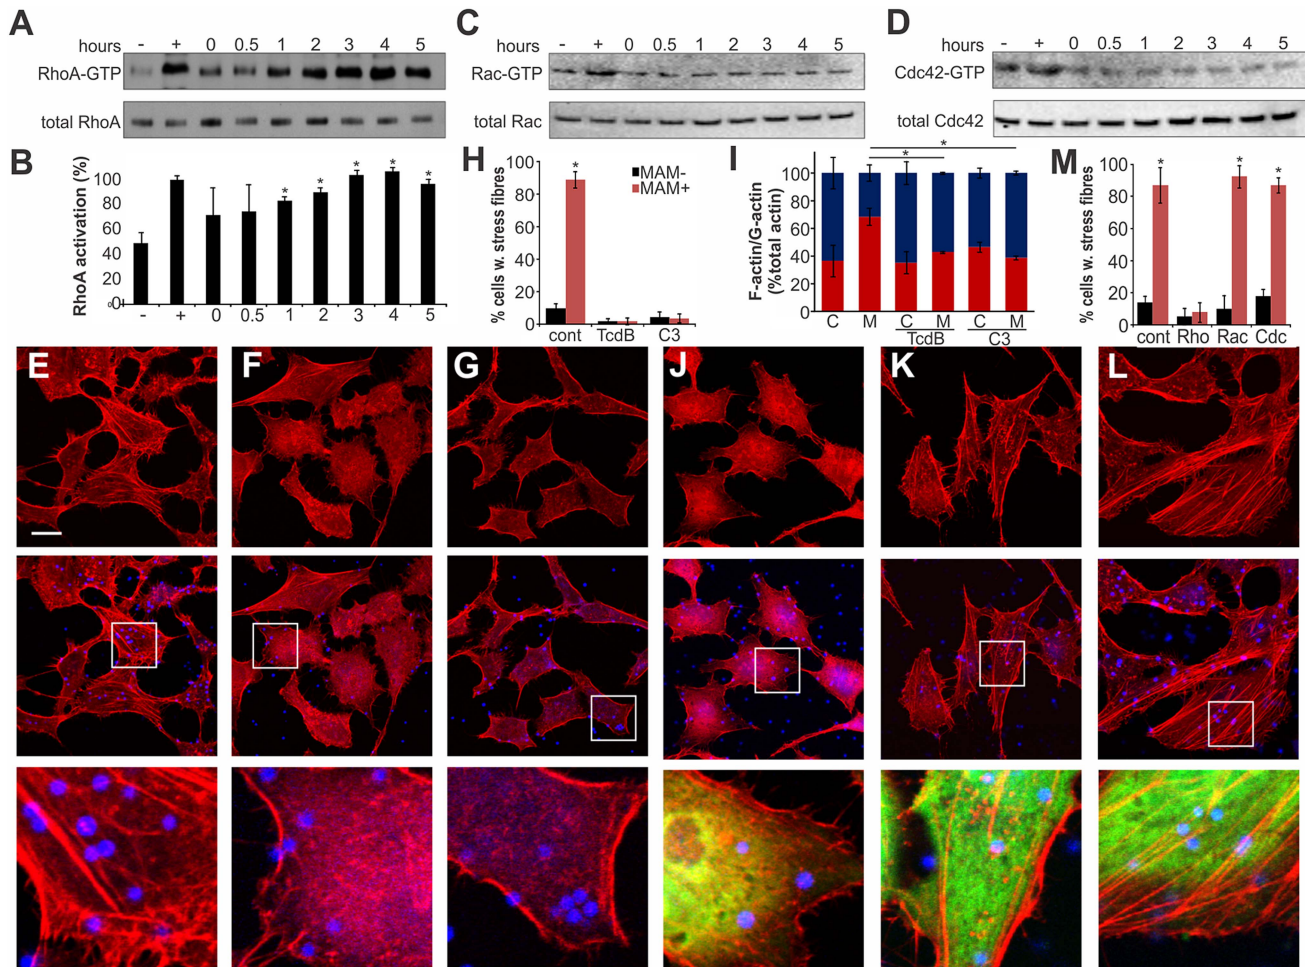 A
hours - + 0 0.5 1 2 3 4 5
RhoA-GTP
total RhoA
C
hours - + 0 0.5 1 2 3 4 5
Rac-GTP
total Rac
D
hours - + 0 0.5 1 2 3 4 5
Cdc42-GTP
total Cdc42
B
RhoA activation (%)
100
80
60
40
20
0
* * * * *
- + 0 0.5 1 2 3 4 5
H
% cells w. stress fibres
100
80
60
40
20
0
*
MAM-
MAM+
cont TcdB C3
I
F-actin/G-actin
(%total actin)
100
80
60
40
20
0
* *
C M C M C M
TcdB C3
M
% cells w. stress fibres
100
80
60
40
20
0
* * *
cont Rho Rac Cdc
E F G J K L